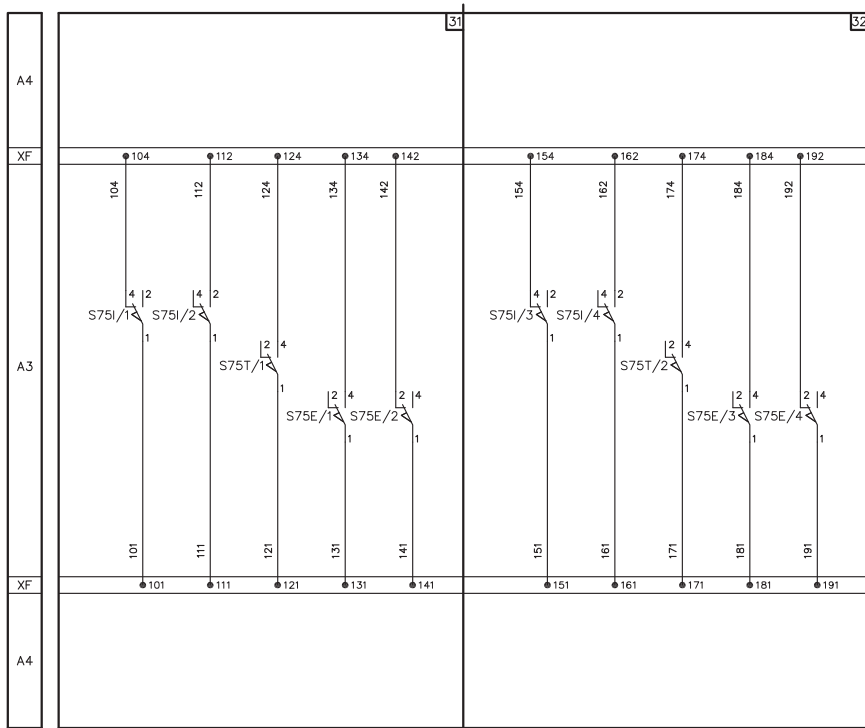 31 32
A4
XF 104 112 124 134 142 154 162 174 184 192
104 112 124 134 142 154 162 174 184 192
4 2 4 2 4 2 4 2
S75I/1 S75I/2 S75I/3 S75I/4
1 1 1 1
2 4 2 4
A3 S75T/1 S75T/2
1 1
2 4 2 4 2 4 2 4
S75E/1 S75E/2 S75E/3 S75E/4
1 1 1 1
101 111 121 131 141 151 161 171 181 191
XF 101 111 121 131 141 151 161 171 181 191
A4